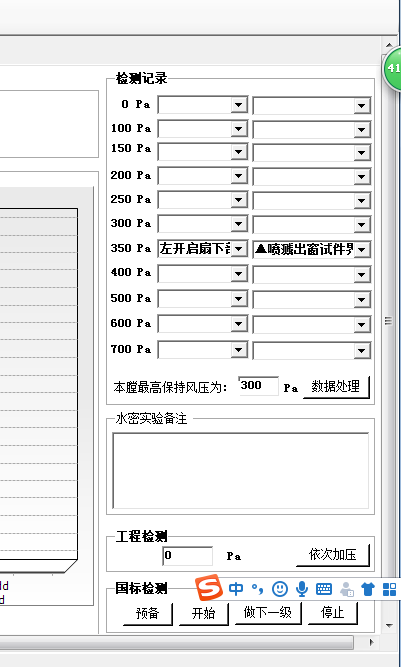 41
检测记录
0 Pa
100 Pa
150 Pa
200 Pa
250 Pa
300 Pa
350 Pa 左开启扇下 ▲喷溅出窗试件界
400 Pa
500 Pa
600 Pa
700 Pa
本膛最高保持风压为: 300 Pa 数据处理
水密实验备注
工程检测
0 Pa 依次加压
国标检测
S 中
预备 开始 做下一级 停止
ld
d